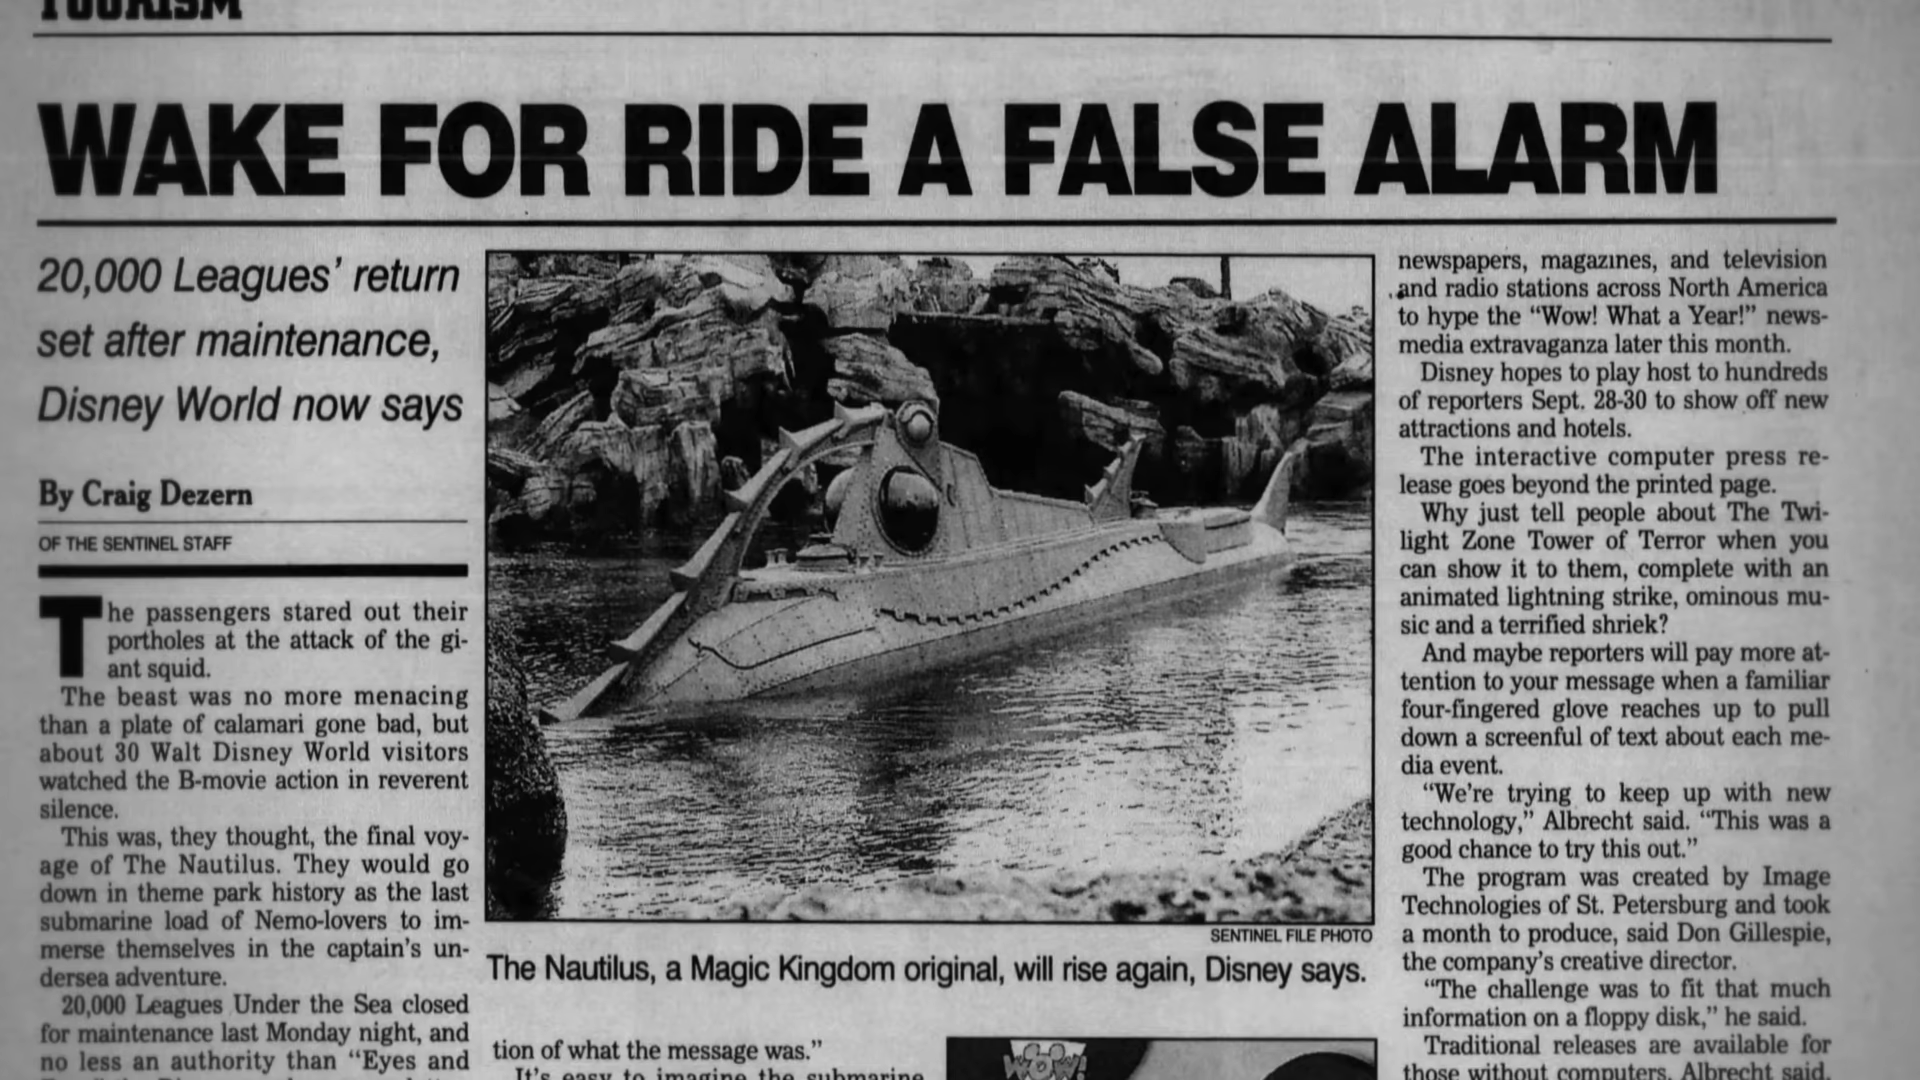 TOURISM
WAKE FOR RIDE A FALSE ALARM
20,000 Leagues’ return
set after maintenance,
Disney World now says
By Craig Dezern
OF THE SENTINEL STAFF
The passengers stared out their
portholes at the attack of the gi-
ant squid.
The beast was no more menacing
than a plate of calamari gone bad, but
about 30 Walt Disney World visitors
watched the B-movie action in reverent
silence.
This was, they thought, the final voy-
age of The Nautilus. They would go
down in theme park history as the last
submarine load of Nemo-lovers to im-
merse themselves in the captain’s un-
dersea adventure.
20,000 Leagues Under the Sea closed
for maintenance last Monday night, and
no less an authority than “Eyes and
SENTINEL FILE PHOTO
The Nautilus, a Magic Kingdom original, will rise again, Disney says.
tion of what the message was.”
It’s easy to imagine the submarine
WOW!
newspapers, magazines, and television
and radio stations across North America
to hype the “Wow! What a Year!” news-
media extravaganza later this month.
Disney hopes to play host to hundreds
of reporters Sept. 28-30 to show off new
attractions and hotels.
The interactive computer press re-
lease goes beyond the printed page.
Why just tell people about The Twi-
light Zone Tower of Terror when you
can show it to them, complete with an
animated lightning strike, ominous mu-
sic and a terrified shriek?
And maybe reporters will pay more at-
tention to your message when a familiar
four-fingered glove reaches up to pull
down a screenful of text about each me-
dia event.
“We’re trying to keep up with new
technology,” Albrecht said. “This was a
good chance to try this out.”
The program was created by Image
Technologies of St. Petersburg and took
a month to produce, said Don Gillespie,
the company’s creative director.
“The challenge was to fit that much
information on a floppy disk,” he said.
Traditional releases are available for
those without computers, Albrecht said.